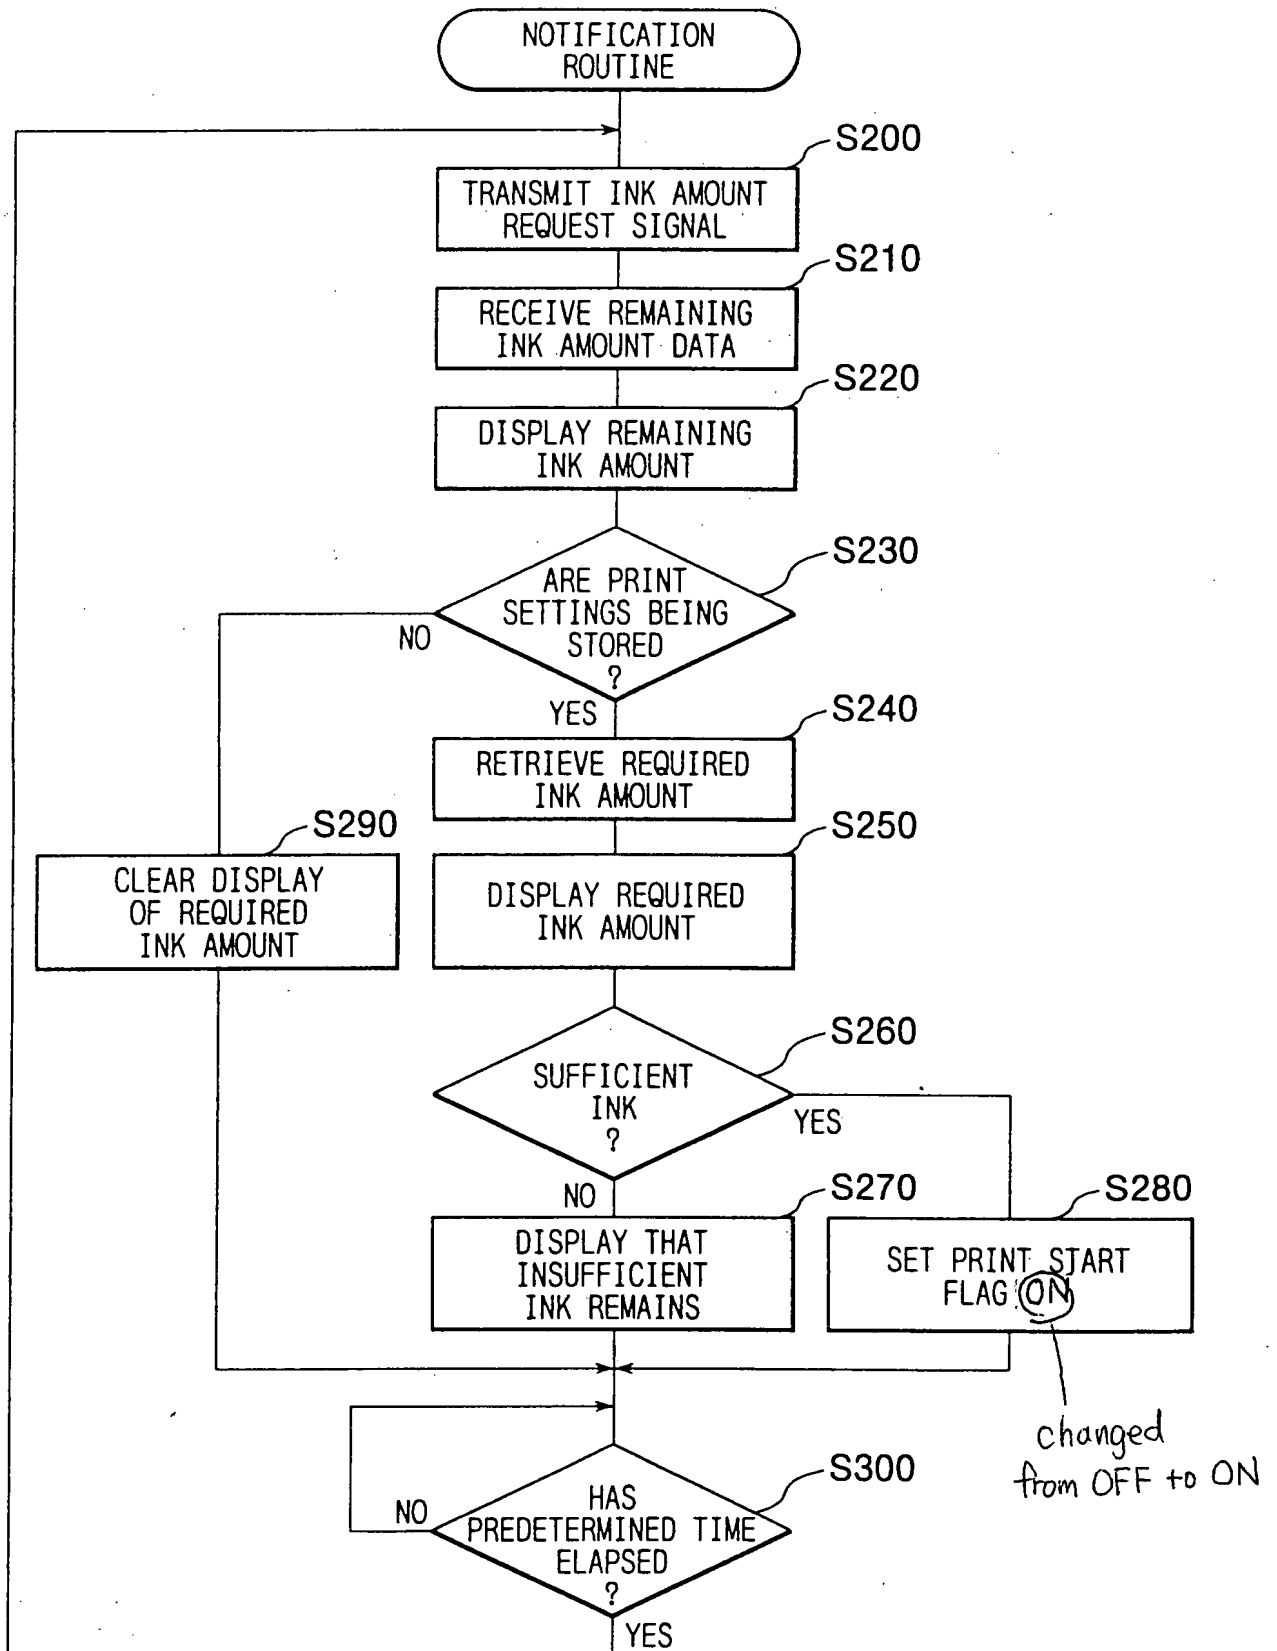 NOTIFICATION
ROUTINE
S200
TRANSMIT INK AMOUNT
REQUEST SIGNAL
S210
RECEIVE REMAINING
INK AMOUNT DATA
S220
DISPLAY REMAINING
INK AMOUNT
S230
ARE PRINT
SETTINGS BEING
STORED
?
NO
YES
S240
RETRIEVE REQUIRED
INK AMOUNT
S290
CLEAR DISPLAY
OF REQUIRED
INK AMOUNT
S250
DISPLAY REQUIRED
INK AMOUNT
S260
SUFFICIENT
INK
?
YES
NO
S270
DISPLAY THAT
INSUFFICIENT
INK REMAINS
S280
SET PRINT START
FLAG ON
changed
from OFF to ON
S300
HAS
PREDETERMINED TIME
ELAPSED
?
NO
YES